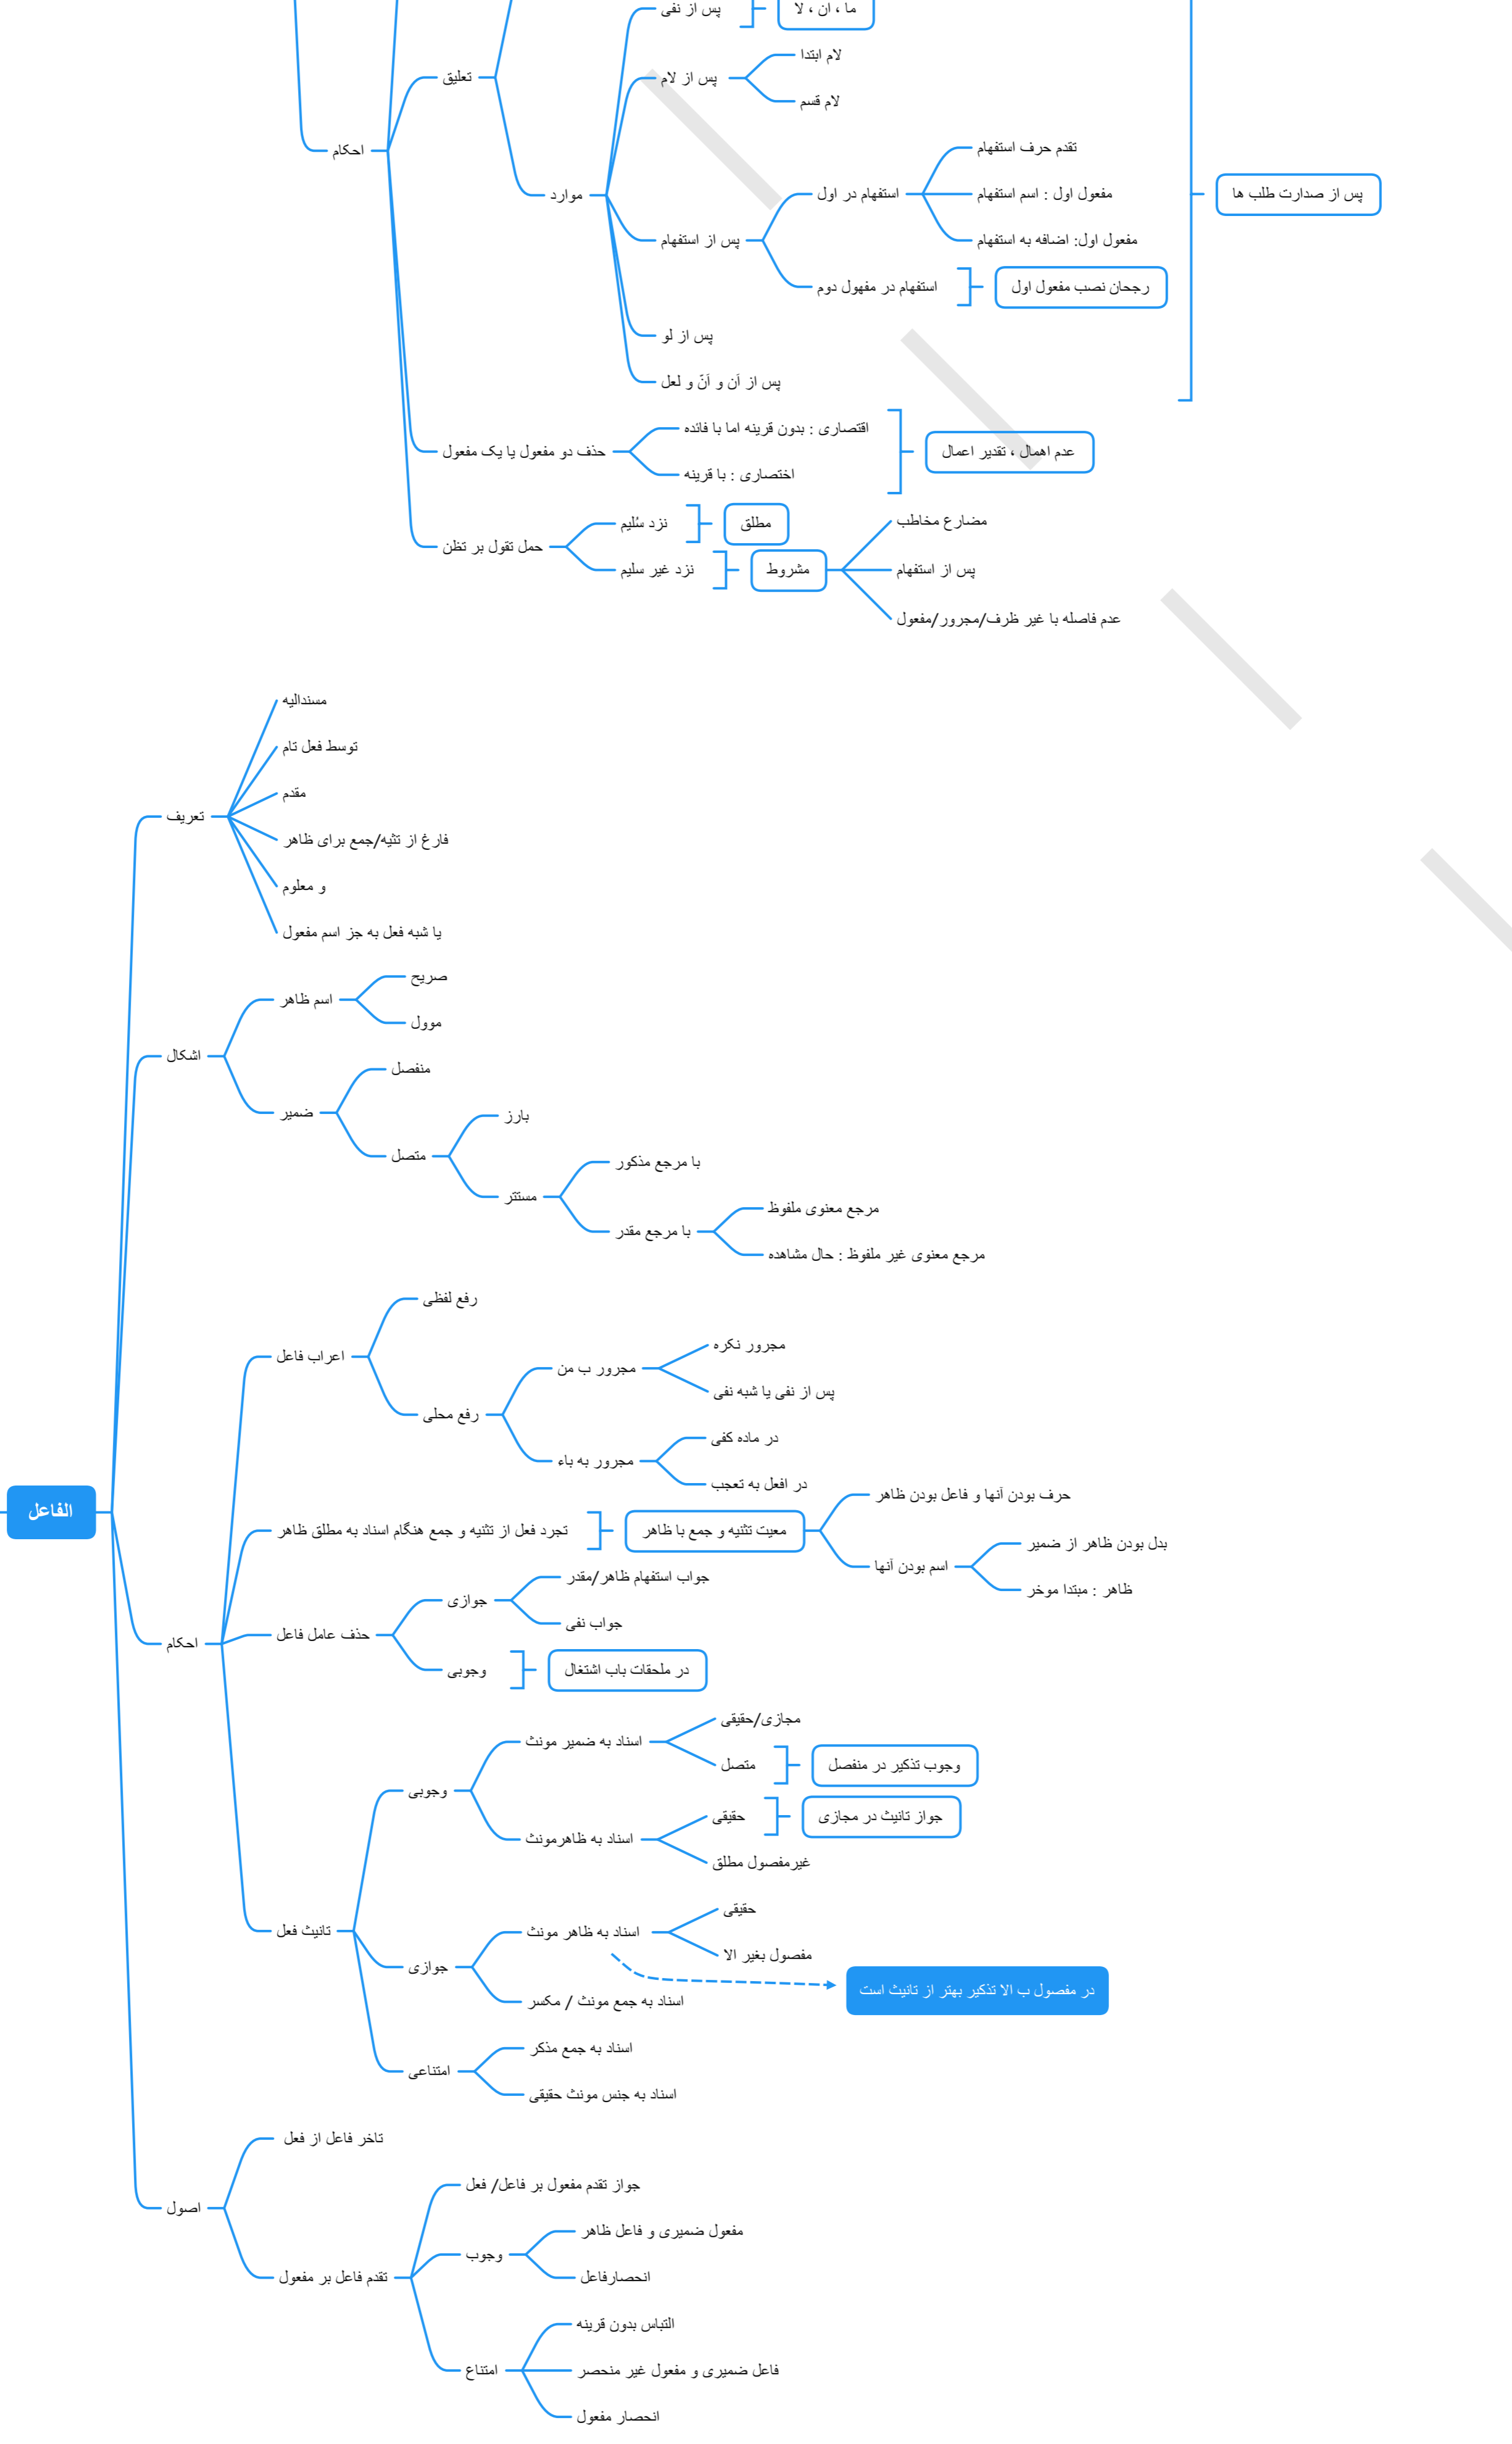 پس از نفی
ما ، ان ، لا
لام ابتدا
تعلیق
پس از لام
لام قسم
احکام
تقدم حرف استفهام
موارد
استفهام در اول
مفعول اول : اسم استفهام
پس از صدارت طلب ها
پس از استفهام
مفعول اول: اضافه به استفهام
استفهام در مفهول دوم
رجحان نصب مفعول اول
پس از لو
پس از اَن و اَنّ و لعل
اقتصاری : بدون قرینه اما با فائده
حذف دو مفعول یا یک مفعول
عدم اهمال ، تقدیر اعمال
اختصاری : با قرینه
نزد سُلیم
مطلق
مضارع مخاطب
حمل تقول بر تظن
نزد غیر سلیم
مشروط
پس از استفهام
عدم فاصله با غیر ظرف/مجرور/مفعول
مسندالیه
توسط فعل تام
مقدم
تعریف
فارغ از تثیه/جمع برای ظاهر
و معلوم
یا شبه فعل به جز اسم مفعول
صریح
اسم ظاهر
موول
اشکال
منفصل
ضمیر
بارز
متصل
با مرجع مذکور
مستتر
مرجع معنوی ملفوظ
با مرجع مقدر
مرجع معنوی غیر ملفوظ : حال مشاهده
رفع لفظی
اعراب فاعل
مجرور نکره
مجرور ب من
پس از نفی یا شبه نفی
رفع محلی
در ماده کفی
مجرور به باء
در افعل به تعجب
الفاعل
حرف بودن آنها و فاعل بودن ظاهر
تجرد فعل از تثنیه و جمع هنگام اسناد به مطلق ظاهر
معیت تثنیه و جمع با ظاهر
بدل بودن ظاهر از ضمیر
اسم بودن آنها
ظاهر : مبتدا موخر
جواب استفهام ظاهر/مقدر
جوازی
جواب نفی
حذف عامل فاعل
احکام
وجوبی
در ملحقات باب اشتغال
مجازی/حقیقی
اسناد به ضمیر مونث
متصل
وجوب تذکیر در منفصل
وجوبی
حقیقی
جواز تانیث در مجازی
اسناد به ظاهرمونث
غیرمفصول مطلق
حقیقی
تانیث فعل
اسناد به ظاهر مونث
مفصول بغیر الا
جوازی
در مفصول ب الا تذکیر بهتر از تانیث است
اسناد به جمع مونث / مکسر
اسناد به جمع مذکر
امتناعی
اسناد به جنس مونث حقیقی
تاخر فاعل از فعل
جواز تقدم مفعول بر فاعل/ فعل
اصول
مفعول ضمیری و فاعل ظاهر
وجوب
انحصارفاعل
تقدم فاعل بر مفعول
التباس بدون قرینه
امتناع
فاعل ضمیری و مفعول غیر منحصر
انحصار مفعول